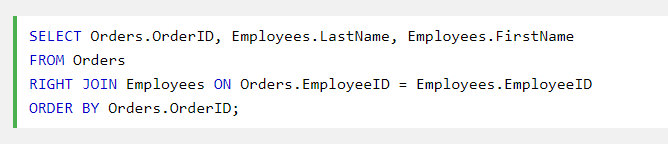 SELECT Orders.OrderID, Employees.LastName, Employees.FirstName
FROM Orders
RIGHT JOIN Employees ON Orders.EmployeeID = Employees.EmployeeID
ORDER BY Orders.OrderID;